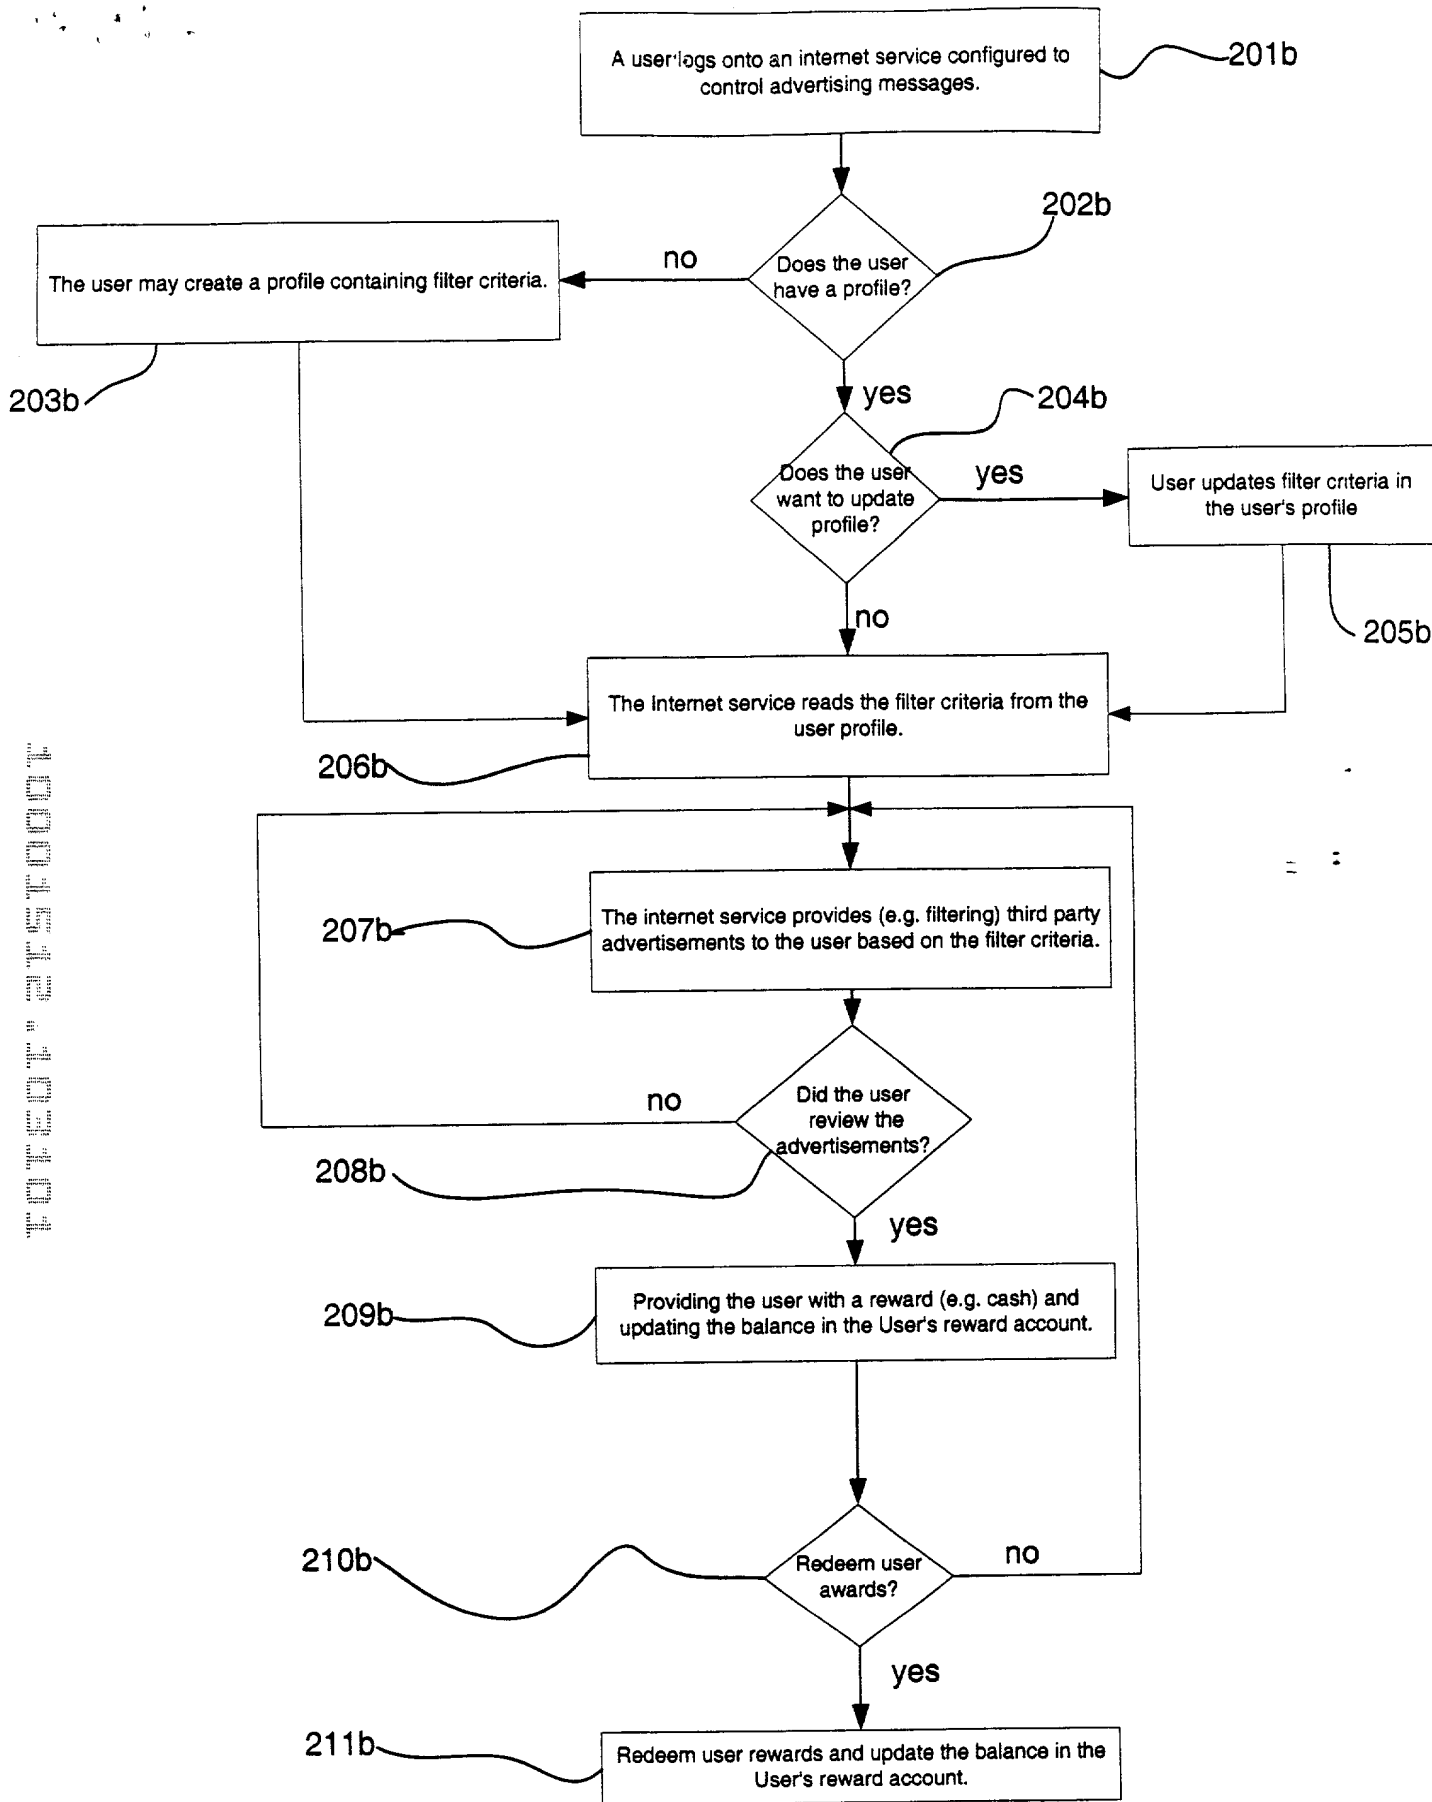 A user logs onto an internet service configured to
control advertising messages.
201b
202b
Does the user
have a profile?
no
The user may create a profile containing filter criteria.
203b
yes
204b
Does the user
want to update
profile?
yes
User updates filter criteria in
the user's profile
205b
no
The Internet service reads the filter criteria from the
user profile.
206b
The internet service provides (e.g. filtering) third party
advertisements to the user based on the filter criteria.
207b
Did the user
review the
advertisements?
no
208b
yes
Providing the user with a reward (e.g. cash) and
updating the balance in the User's reward account.
209b
Redeem user
awards?
no
210b
yes
Redeem user rewards and update the balance in the
User's reward account.
211b